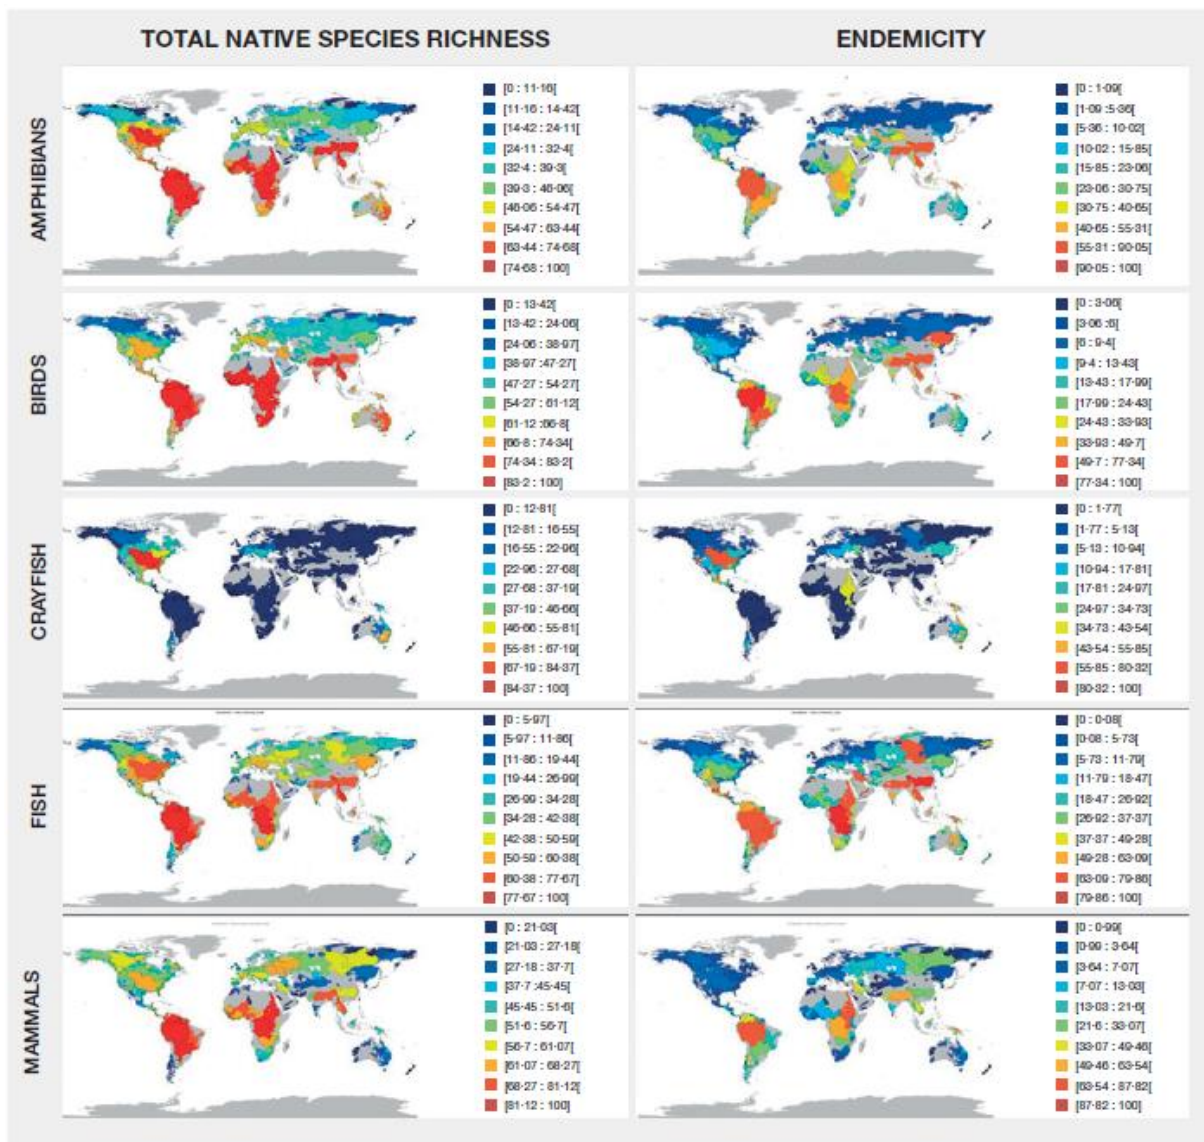 TOTAL NATIVE SPECIES RICHNESS
ENDEMICITY
AMPHIBIANS
[0 : 11·16[
[11·16 : 14·42[
[14·42 : 24·11[
[24·11 : 32·4[
[32·4 : 39·3[
[39·3 : 46·06[
[46·06 : 54·47[
[54·47 : 63·44[
[63·44 : 74·68[
[74·68 : 100]
[0 : 1·09[
[1·09 :5·36[
[5·36 : 10·02[
[10·02 : 15·85[
[15·85 : 23·06[
[23·06 : 30·75[
[30·75 : 40·65[
[40·65 : 55·31[
[55·31 : 90·05[
[90·05 : 100]
BIRDS
[0 : 13·42[
[13·42 : 24·06[
[24·06 : 38·97[
[38·97 :47·27[
[47·27 : 54·27[
[54·27 : 61·12[
[61·12 :66·8[
[66·8 : 74·34[
[74·34 : 83·2[
[83·2 : 100]
[0 : 3·06[
[3·06 :6[
[6 : 9·4[
[9·4 : 13·43[
[13·43 : 17·99[
[17·99 : 24·43[
[24·43 : 33·93[
[33·93 : 49·7[
[49·7 : 77·34[
[77·34 : 100]
CRAYFISH
[0 : 12·81[
[12·81 : 16·55[
[16·55 : 22·96[
[22·96 : 27·68[
[27·68 : 37·19[
[37·19 : 46·66[
[46·66 : 55·81[
[55·81 : 67·19[
[67·19 : 84·37[
[84·37 : 100]
[0 : 1·77[
[1·77 : 5·13[
[5·13 : 10·94[
[10·94 : 17·81[
[17·81 : 24·97[
[24·97 : 34·73[
[34·73 : 43·54[
[43·54 : 55·85[
[55·85 : 80·32[
[80·32 : 100]
FISH
[0 : 5·97[
[5·97 : 11·86[
[11·86 : 19·44[
[19·44 : 26·99[
[26·99 : 34·28[
[34·28 : 42·38[
[42·38 : 50·59[
[50·59 : 60·38[
[60·38 : 77·67[
[77·67 : 100]
[0 : 0·08[
[0·08 : 5·73[
[5·73 : 11·79[
[11·79 : 18·47[
[18·47 : 26·92[
[26·92 : 37·37[
[37·37 : 49·28[
[49·28 : 63·09[
[63·09 : 79·86[
[79·86 : 100]
MAMMALS
[0 : 21·03[
[21·03 : 27·18[
[27·18 : 37·7[
[37·7 :45·45[
[45·45 : 51·6[
[51·6 : 56·7[
[56·7 : 61·07[
[61·07 : 68·27[
[68·27 : 81·12[
[81·12 : 100]
[0 : 0·99[
[0·99 : 3·64[
[3·64 : 7·07[
[7·07 : 13·03[
[13·03 : 21·6[
[21·6 : 33·07[
[33·07 : 49·46[
[49·46 : 63·54[
[63·54 : 87·82[
[87·82 : 100]